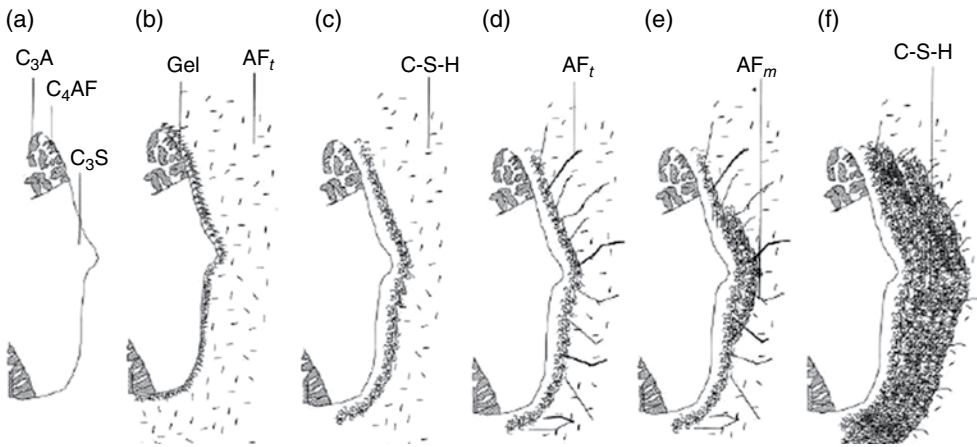 (a) (b) (c) (d) (e) (f)
C₃A Gel AFₜ C-S-H AFₜ AFₘ C-S-H
C₄AF
C₃S